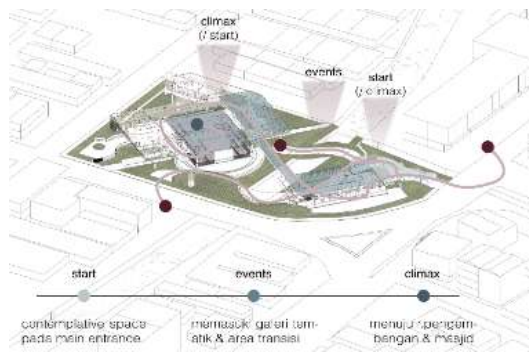 climax
(/ start)
events
start
(/ climax)
start
events
climax
contemplative space
pada main entrance
memasuki galeri tem-
atik & area transisi
menuju r.pengem-
bangan & masjid